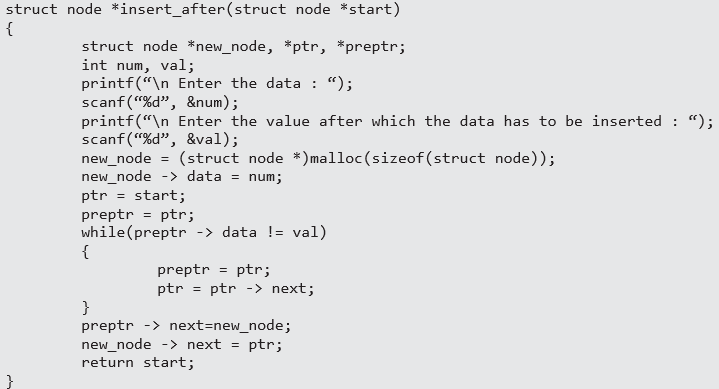 struct node *insert_after(struct node *start)
{
struct node *new_node, *ptr, *preptr;
int num, val;
printf(“\n Enter the data : “);
scanf(“%d”, &num);
printf(“\n Enter the value after which the data has to be inserted : “);
scanf(“%d”, &val);
new_node = (struct node *)malloc(sizeof(struct node));
new_node -> data = num;
ptr = start;
preptr = ptr;
while(preptr -> data != val)
{
preptr = ptr;
ptr = ptr -> next;
}
preptr -> next=new_node;
new_node -> next = ptr;
return start;
}